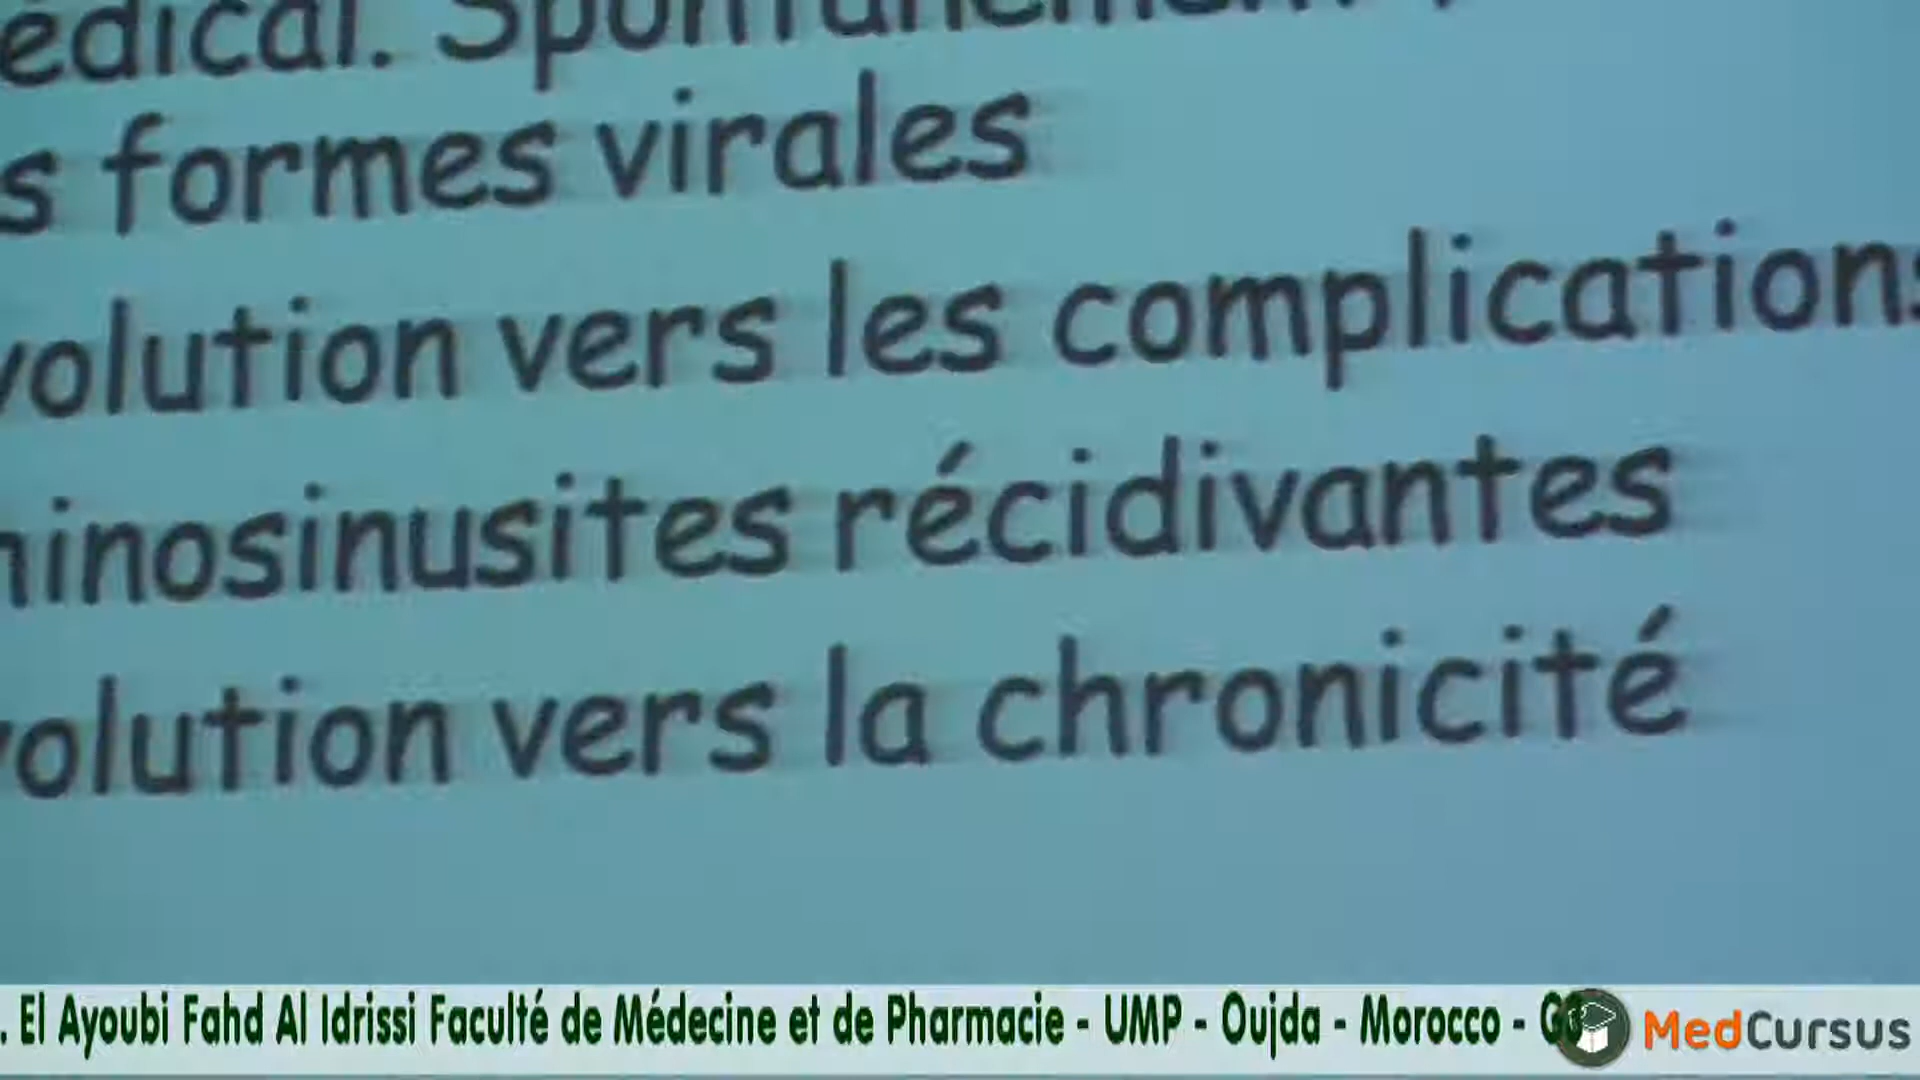 édical. Spontanément
s formes virales
volution vers les complications
hinosinusites récidivantes
volution vers la chronicité
. El Ayoubi Fahd Al Idrissi Faculté de Médecine et de Pharmacie - UMP - Oujda - Morocco - G3
MedCursus